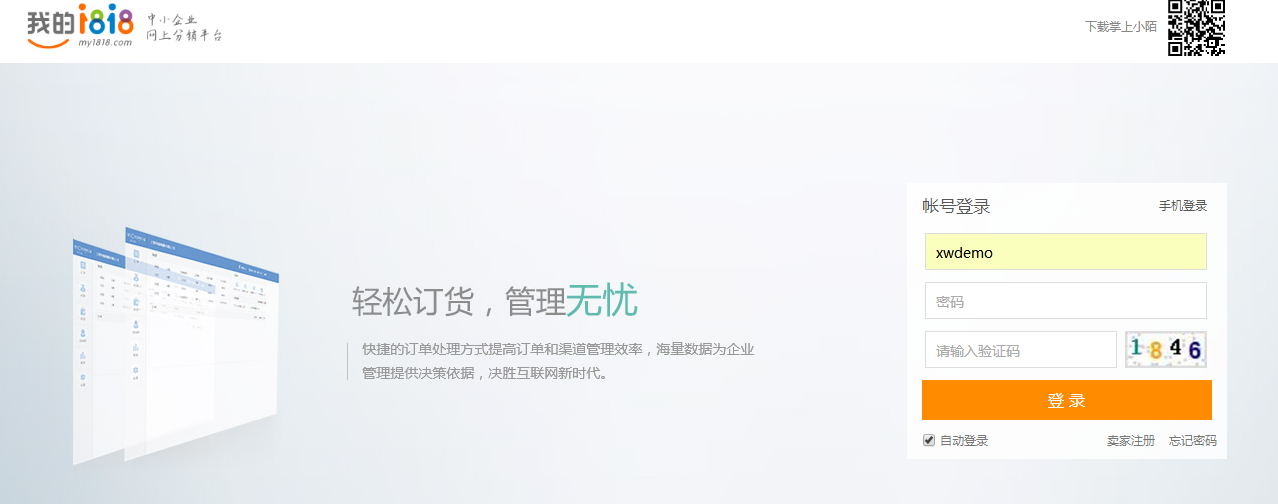 我的1818
my1818.com
中小企业
网上分销平台
下载掌上小陌
轻松订货，管理无忧
快捷的订单处理方式提高订单和渠道管理效率，海量数据为企业
管理提供决策依据，决胜互联网新时代。
帐号登录
手机登录
xwdemo
密码
请输入验证码
1846
登 录
自动登录
卖家注册
忘记密码